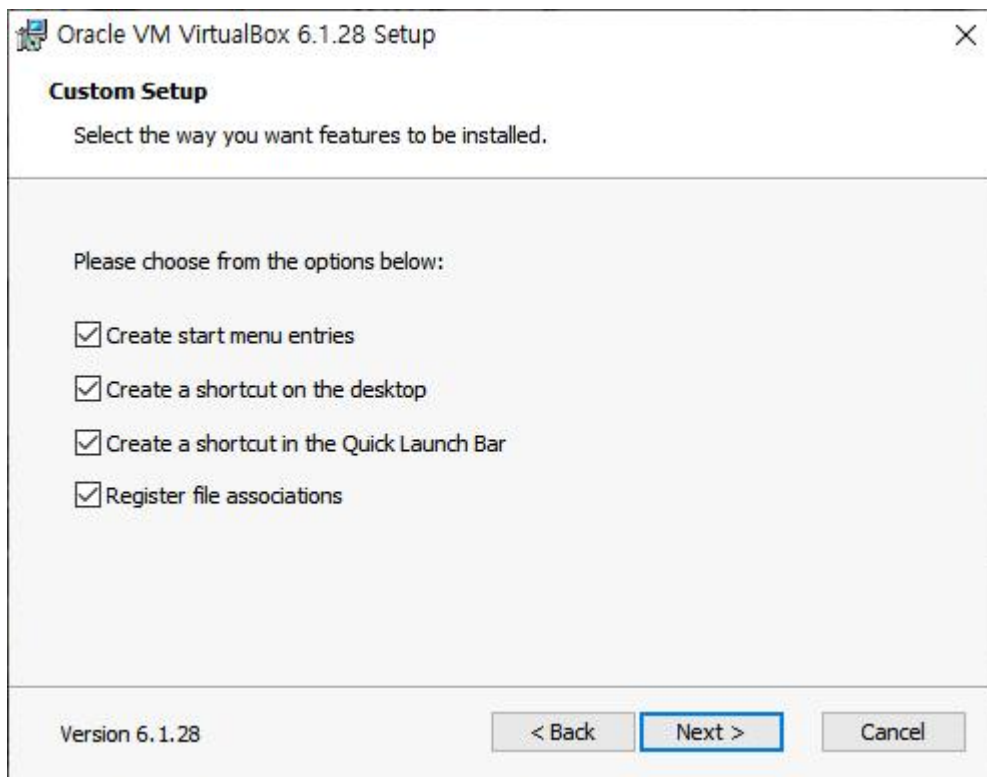 Oracle VM VirtualBox 6.1.28 Setup
Custom Setup
Select the way you want features to be installed.
Please choose from the options below:
Create start menu entries
Create a shortcut on the desktop
Create a shortcut in the Quick Launch Bar
Register file associations
Version 6.1.28
< Back
Next >
Cancel